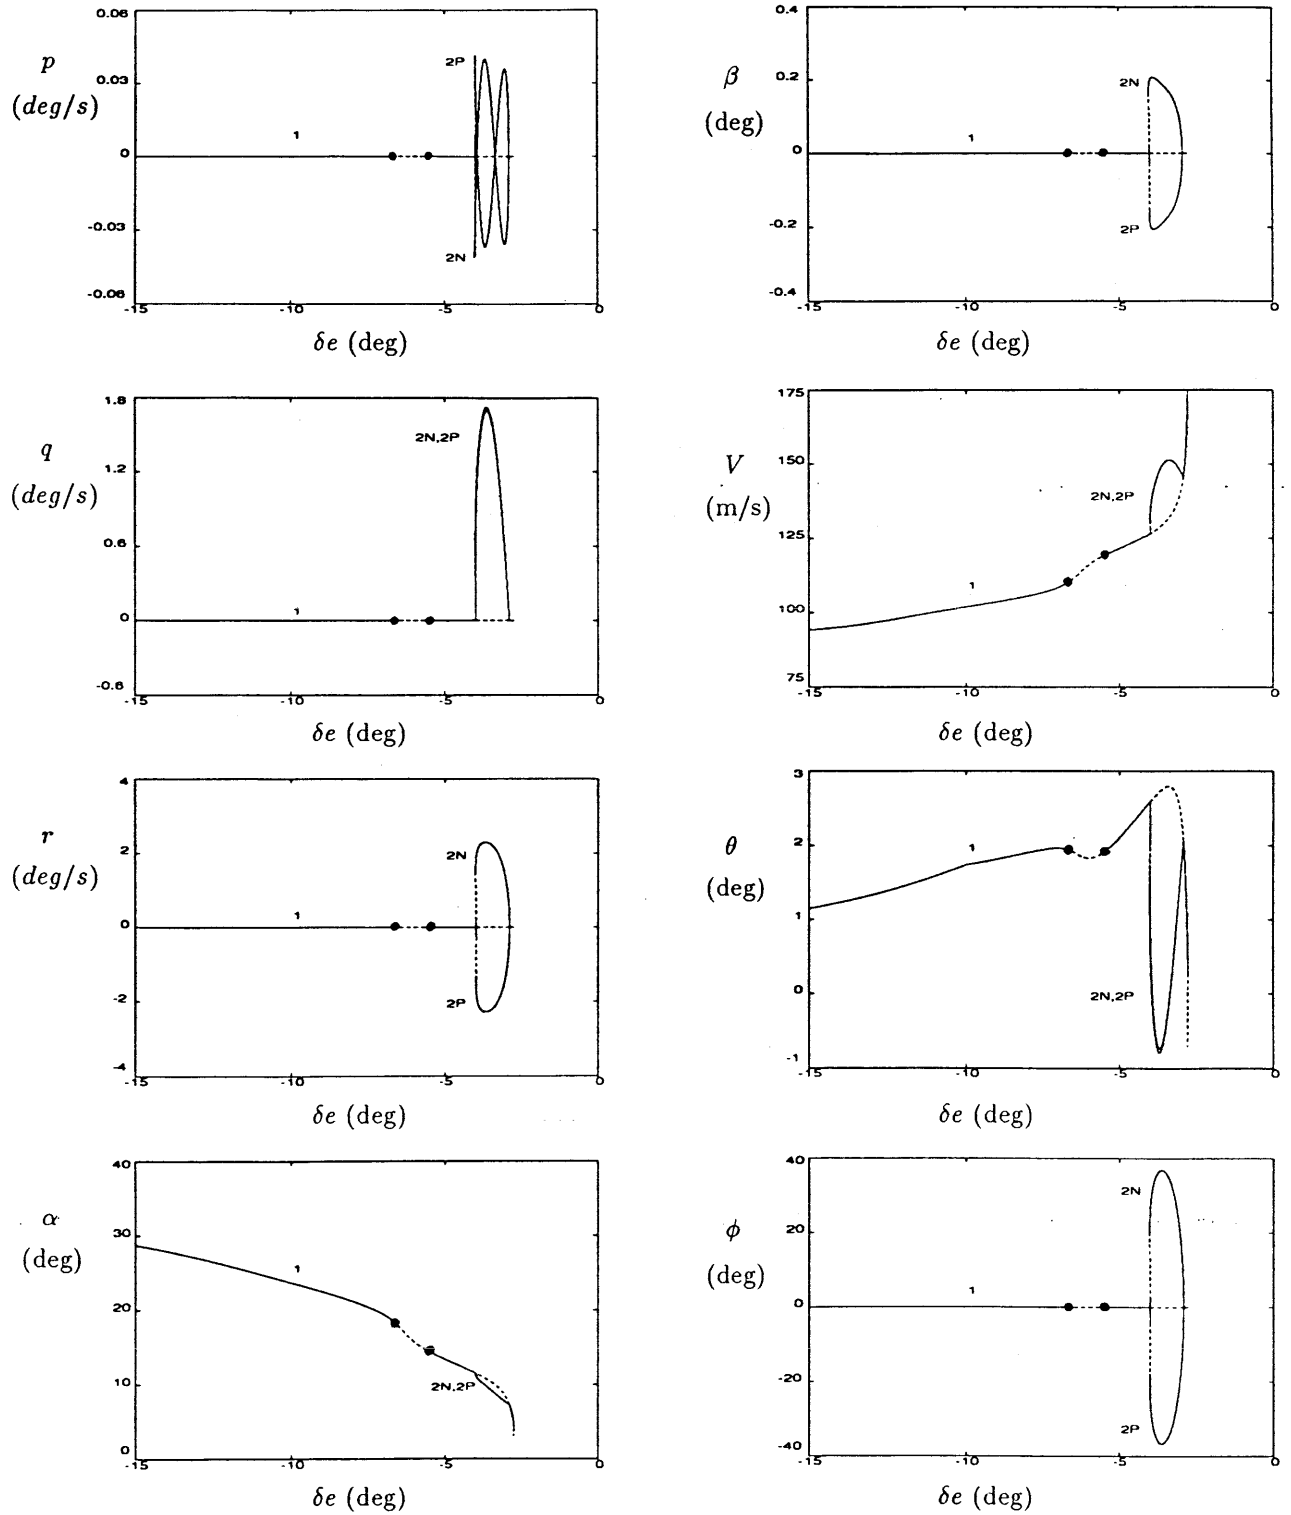 0.06
p
(deg/s)
0.03
0
-0.03
-0.06
2P
1
2N
-15
-10
-5
0
δe (deg)
0.4
β
(deg)
0.2
0
-0.2
-0.4
2N
1
2P
-15
-10
-5
0
δe (deg)
1.8
q
(deg/s)
1.2
0.6
0
-0.6
2N,2P
1
-15
-10
-5
0
δe (deg)
175
V
(m/s)
150
125
100
75
2N,2P
1
-15
-10
-5
0
δe (deg)
4
r
(deg/s)
2
0
-2
-4
2N
1
2P
-15
-10
-5
0
δe (deg)
3
θ
(deg)
2
1
0
-1
1
2N,2P
-15
-10
-5
0
δe (deg)
40
α
(deg)
30
20
10
0
1
2N,2P
-15
-10
-5
0
δe (deg)
40
ϕ
(deg)
20
0
-20
-40
2N
1
2P
-15
-10
-5
0
δe (deg)